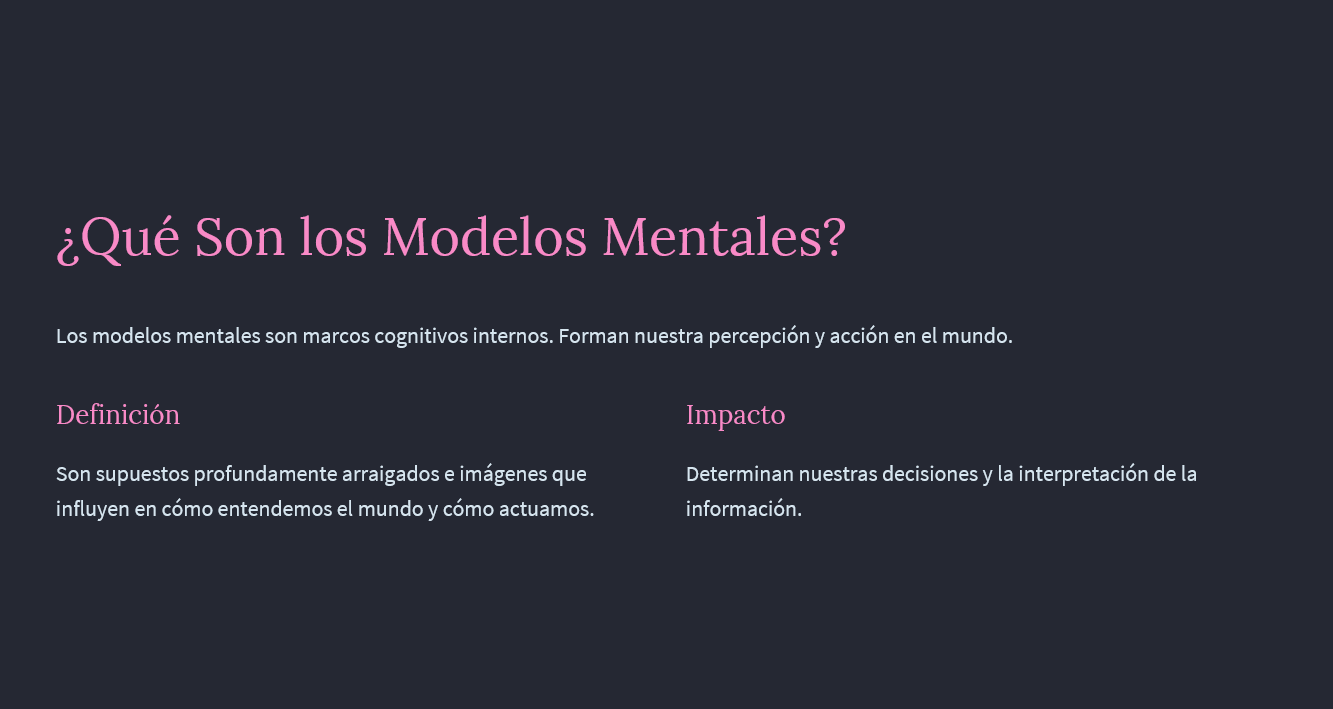 ¿Qué Son los Modelos Mentales?
Los modelos mentales son marcos cognitivos internos. Forman nuestra percepción y acción en el mundo.
Definición
Son supuestos profundamente arraigados e imágenes que
influyen en cómo entendemos el mundo y cómo actuamos.
Impacto
Determinan nuestras decisiones y la interpretación de la
información.